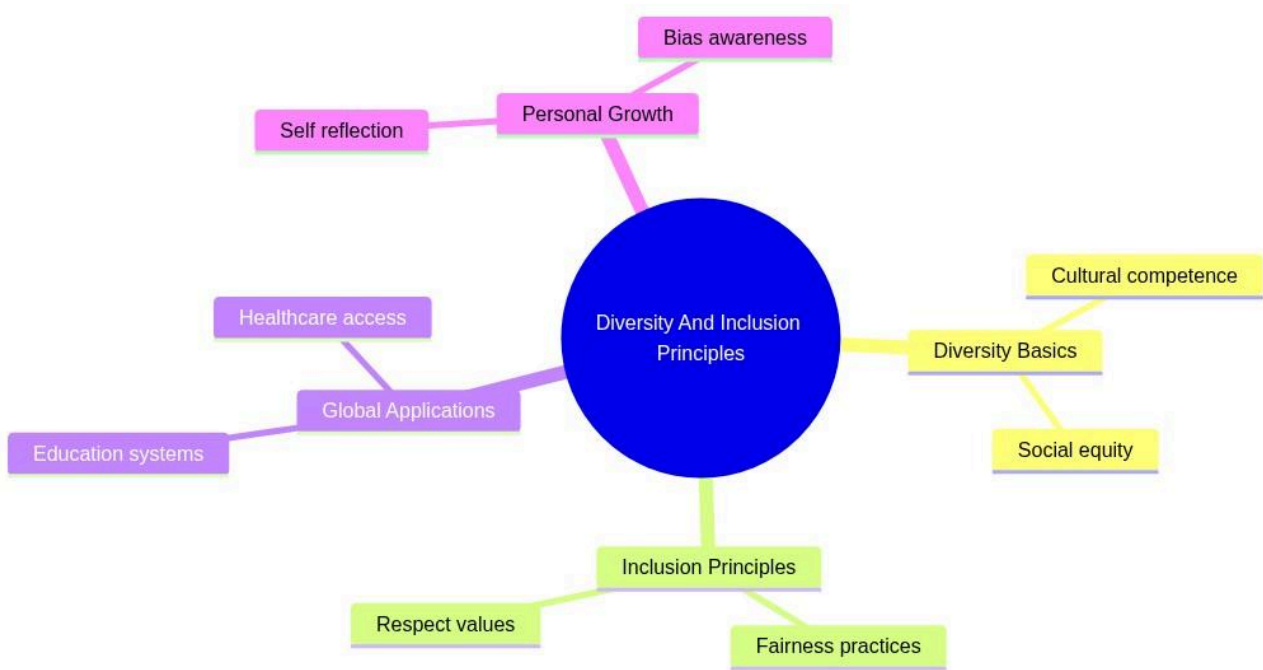 Bias awareness
Personal Growth
Self reflection
Cultural competence
Healthcare access
Diversity And Inclusion
Principles
Diversity Basics
Global Applications
Education systems
Social equity
Inclusion Principles
Respect values
Fairness practices